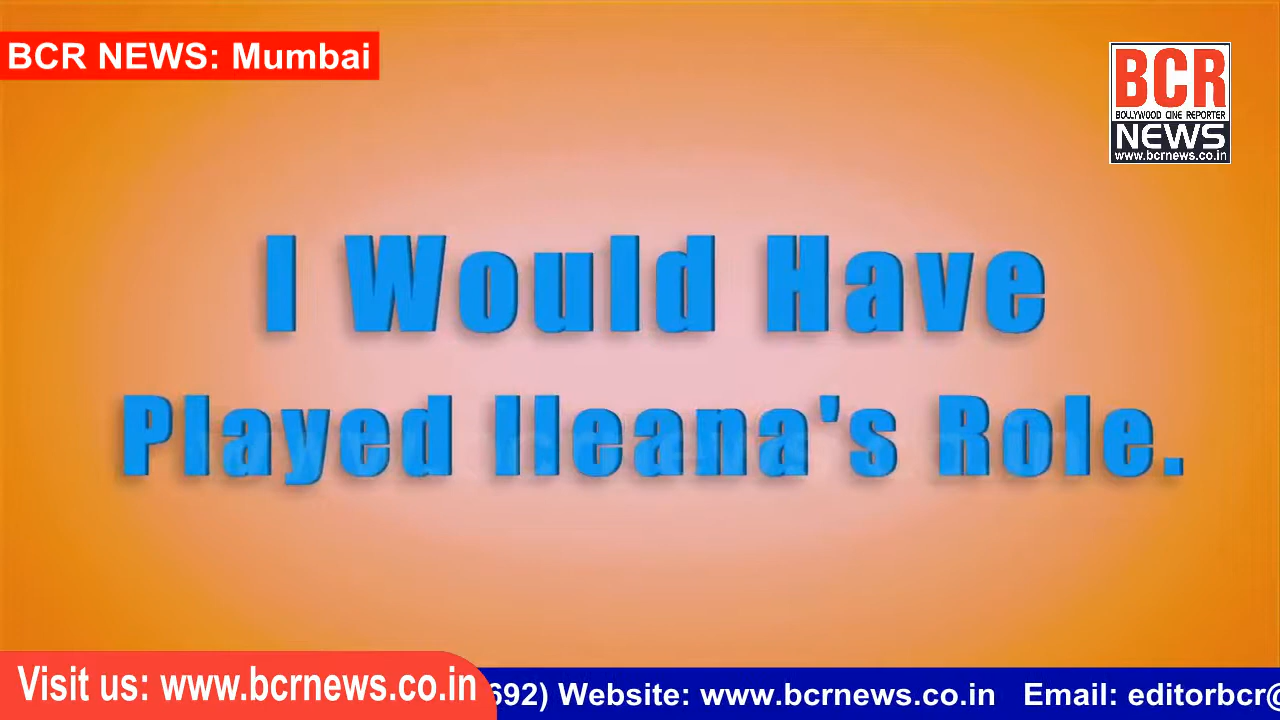 BCR NEWS: Mumbai
BCR
BOLLYWOOD CINE REPORTER
NEWS
www.bcrnews.co.in
I Would Have
Played Ileana's Role.
Visit us: www.bcrnews.co.in
692) Website: www.bcrnews.co.in Email: editorbcr@